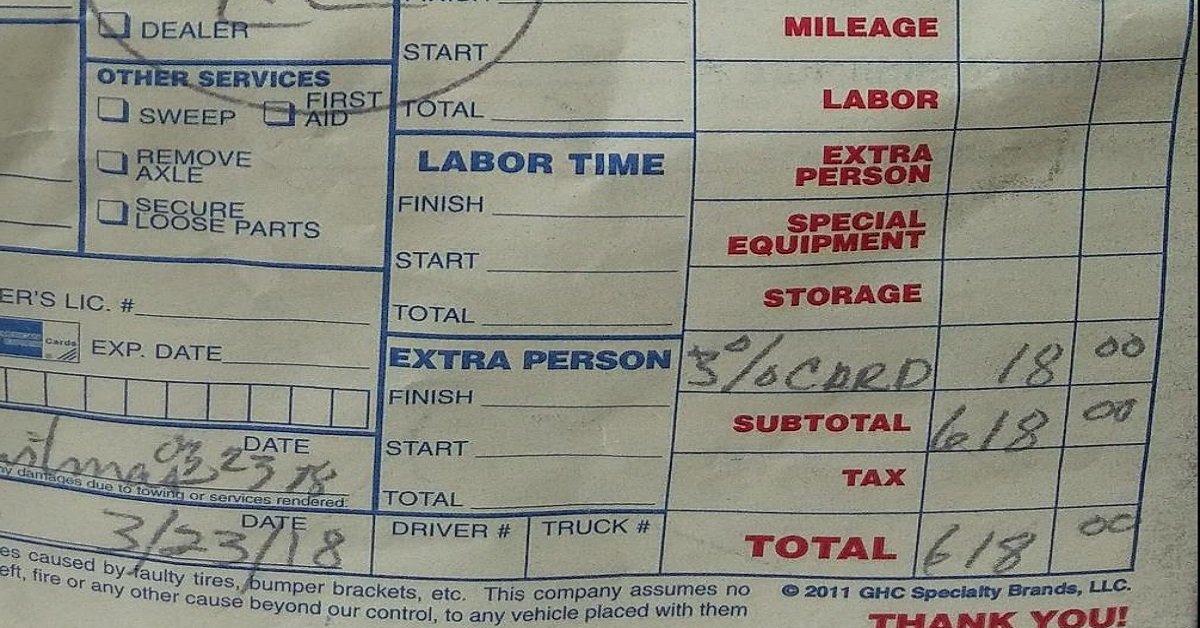 DEALER
OTHER SERVICES
SWEEP
FIRST AID
REMOVE AXLE
SECURE LOOSE PARTS
ER'S LIC. #
Cards
EXP. DATE
DATE
03 23 18
ny damages due to towing or services rendered.
DATE
3/23/18
START
TOTAL
LABOR TIME
FINISH
START
TOTAL
EXTRA PERSON
FINISH
START
TOTAL
DRIVER # TRUCK #
MILEAGE
LABOR
EXTRA PERSON
SPECIAL EQUIPMENT
STORAGE
3% CARD 18 00
SUBTOTAL 618 00
TAX
TOTAL 618 00
es caused by faulty tires, bumper brackets, etc. This company assumes no
eft, fire or any other cause beyond our control, to any vehicle placed with them
© 2011 GHC Specialty Brands, LLC.
THANK YOU!